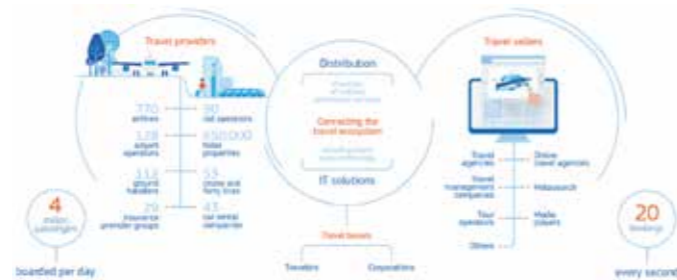 Travel providers
770
airlines
90
rail operators
128
airport
operators
650,000
hotel
properties
112
ground
handlers
53
cruise and
ferry lines
29
insurance
provider groups
43
car rental
companies
4
million
passengers
boarded per day
Distribution
Connecting the
travel ecosystem
IT solutions
Travel buyers
Travelers
Corporations
Travel sellers
Travel
agencies
Online
travel agencies
Travel
management
companies
Metasearch
Tour
operators
Media
players
Others
20
bookings
every second